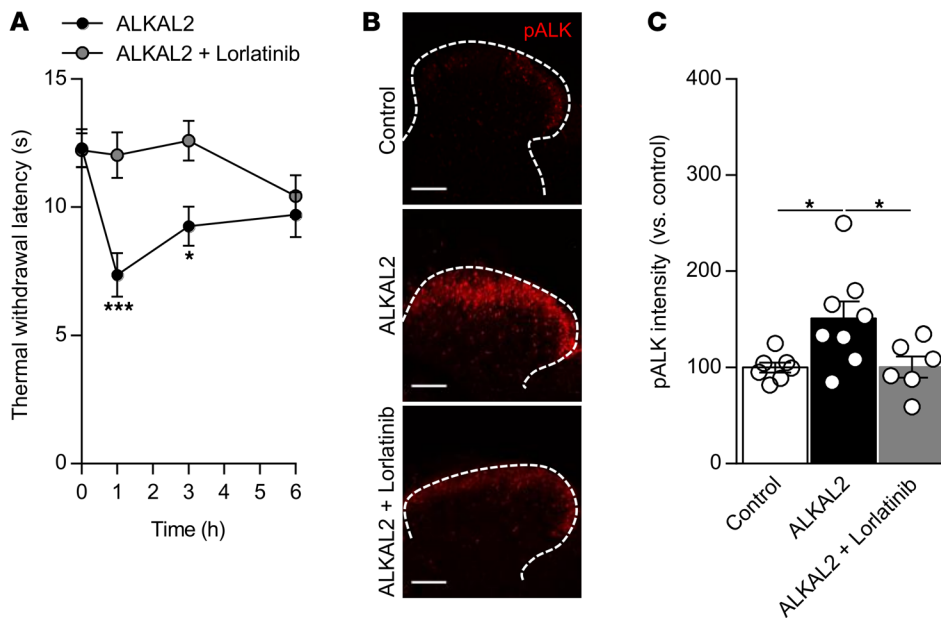 A
ALKAL2
ALKAL2 + Lorlatinib
Thermal withdrawal latency (s)
15
10
5
0
***
*
0 1 2 3 4 5 6
Time (h)
B
pALK
Control
ALKAL2
ALKAL2 + Lorlatinib
C
pALK intensity (vs. control)
400
300
200
100
0
* *
Control
ALKAL2
ALKAL2 + Lorlatinib